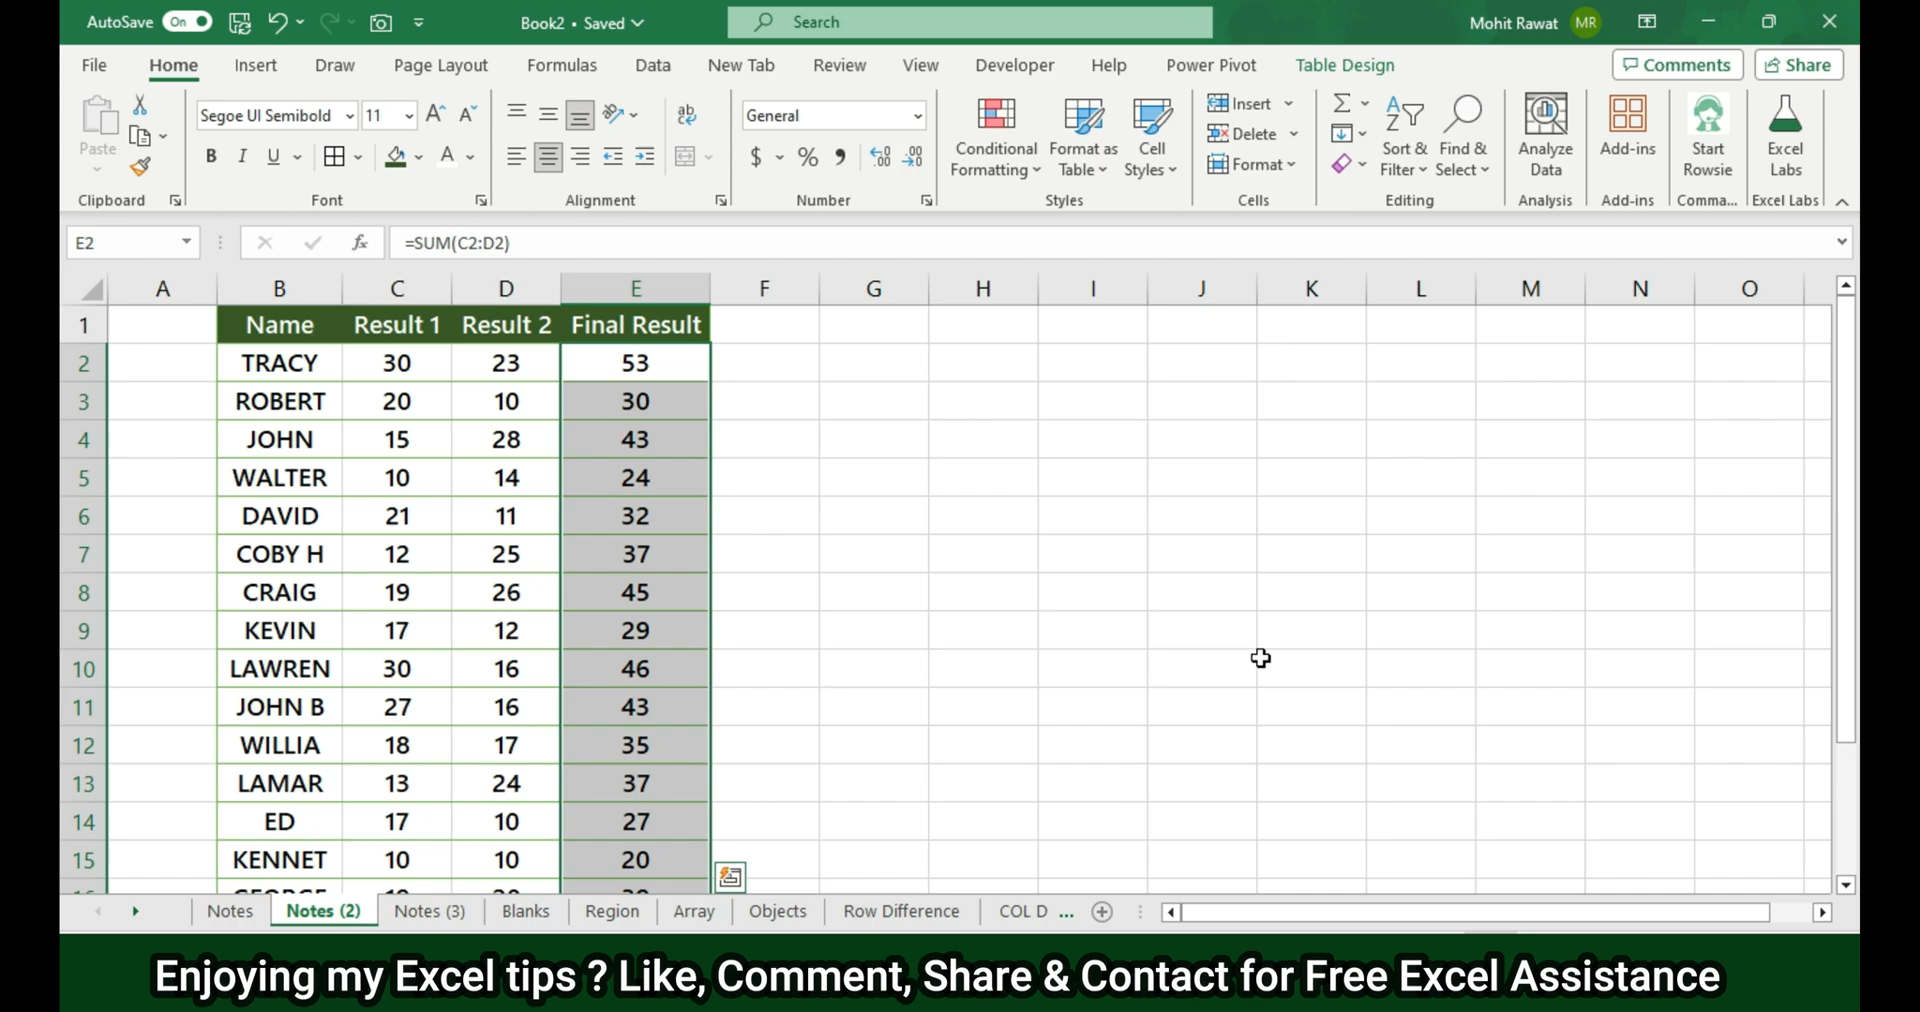 AutoSave On Book2 • Saved Search Mohit Rawat MR
File Home Insert Draw Page Layout Formulas Data New Tab Review View Developer Help Power Pivot Table Design Comments Share
Paste Segoe UI Semibold 11 A A ab General Conditional Formatting Format as Table Cell Styles Insert Delete Format Sort & Filter Find & Select Analyze Data Add-ins Start Rowsie Excel Labs
B I U A $ % 9
Clipboard Font Alignment Number Styles Cells Editing Analysis Add-ins Comma... Excel Labs
E2 fx =SUM(C2:D2)
A B C D E F G H I J K L M N O
1 Name Result 1 Result 2 Final Result
2 TRACY 30 23 53
3 ROBERT 20 10 30
4 JOHN 15 28 43
5 WALTER 10 14 24
6 DAVID 21 11 32
7 COBY H 12 25 37
8 CRAIG 19 26 45
9 KEVIN 17 12 29
10 LAWREN 30 16 46
11 JOHN B 27 16 43
12 WILLIA 18 17 35
13 LAMAR 13 24 37
14 ED 17 10 27
15 KENNET 10 10 20
Notes Notes (2) Notes (3) Blanks Region Array Objects Row Difference COL D ...
Enjoying my Excel tips ? Like, Comment, Share & Contact for Free Excel Assistance